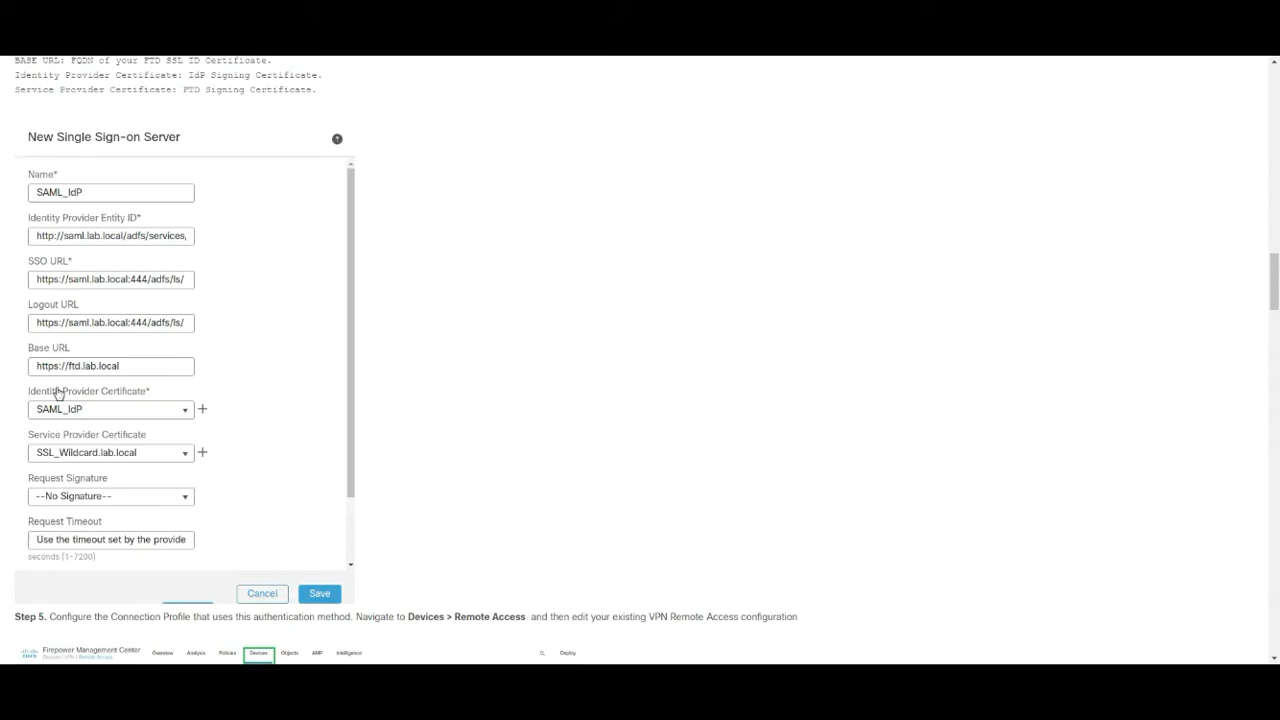 BASE URL: FQDN of your FTD SSL ID Certificate.
Identity Provider Certificate: IdP Signing Certificate.
Service Provider Certificate: FTD Signing Certificate.
New Single Sign-on Server
?
Name*
SAML_IdP
Identity Provider Entity ID*
http://saml.lab.local/adfs/services,
SSO URL*
https://saml.lab.local:444/adfs/ls/
Logout URL
https://saml.lab.local:444/adfs/ls/
Base URL
https://ftd.lab.local
Identity Provider Certificate*
SAML_IdP
Service Provider Certificate
SSL_Wildcard.lab.local
Request Signature
--No Signature--
Request Timeout
Use the timeout set by the provide
seconds (1-7200)
Cancel Save
Step 5. Configure the Connection Profile that uses this authentication method. Navigate to Devices > Remote Access and then edit your existing VPN Remote Access configuration
Firepower Management Center Overview Analysis Policies Devices Objects AMP Intelligence Deploy
Devices / VPN / Remote Access